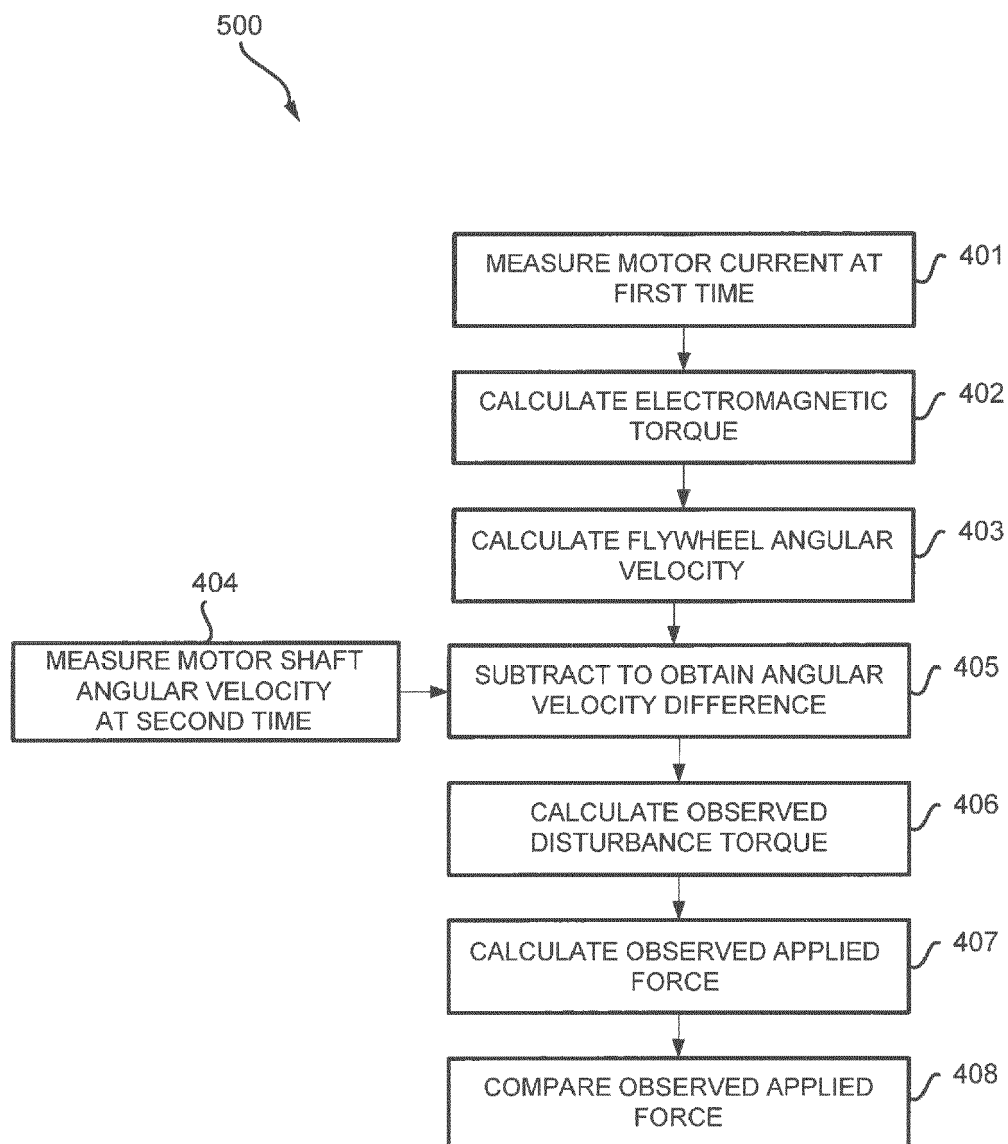 500
MEASURE MOTOR CURRENT AT
FIRST TIME
401
CALCULATE ELECTROMAGNETIC
TORQUE
402
CALCULATE FLYWHEEL ANGULAR
VELOCITY
403
404
MEASURE MOTOR SHAFT
ANGULAR VELOCITY
AT SECOND TIME
SUBTRACT TO OBTAIN ANGULAR
VELOCITY DIFFERENCE
405
CALCULATE OBSERVED
DISTURBANCE TORQUE
406
CALCULATE OBSERVED APPLIED
FORCE
407
COMPARE OBSERVED APPLIED
FORCE
408